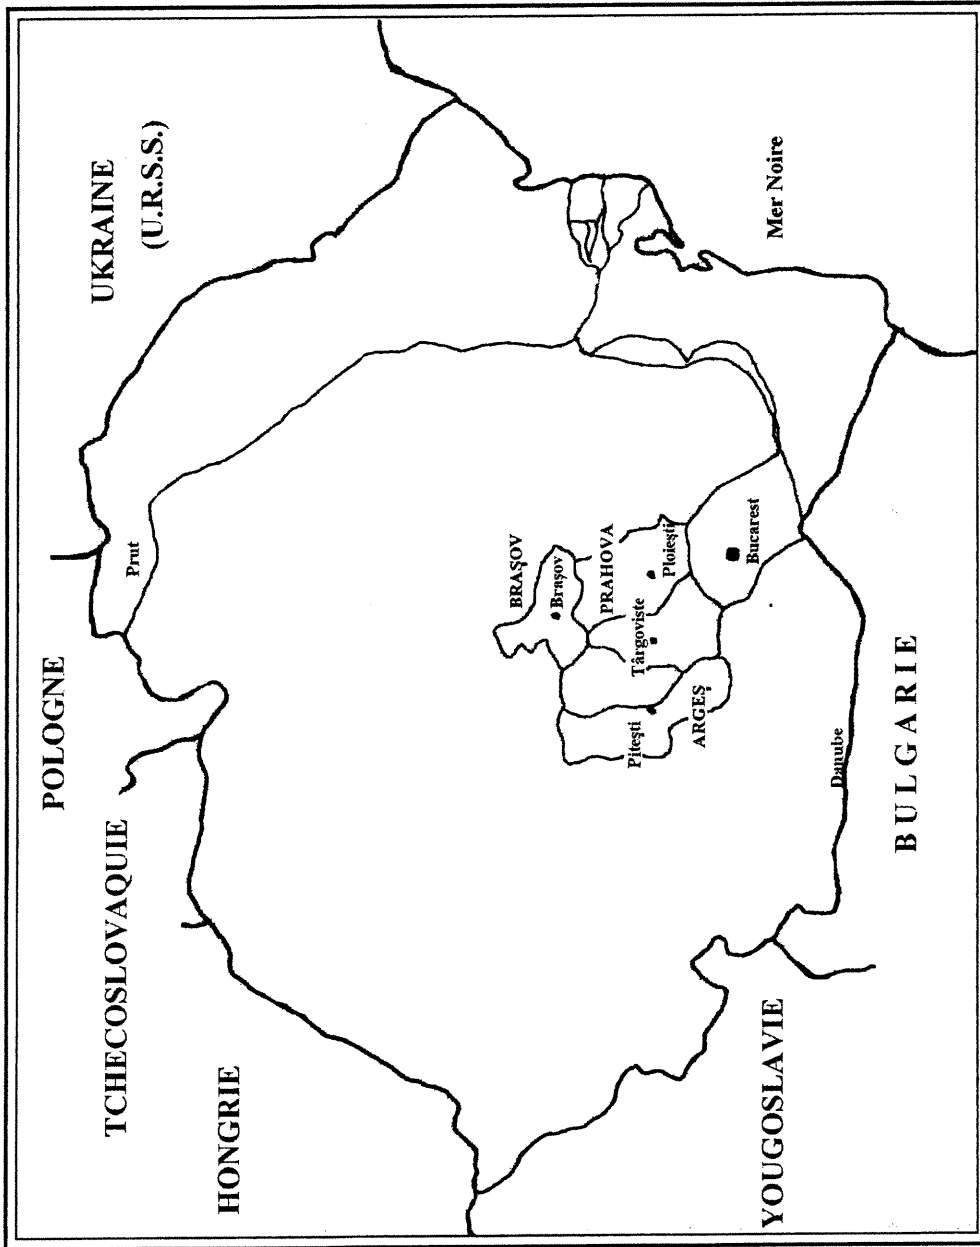 POLOGNE
UKRAINE
(U.R.S.S.)
TCHECOSLOVAQUIE
Prut
HONGRIE
BRAŞOV
Braşov
PRAHOVA
Piteşti
Târgoviste
Ploieşti
ARGEŞ
Bucarest
Mer Noire
YOUGOSLAVIE
Danube
BULGARIE